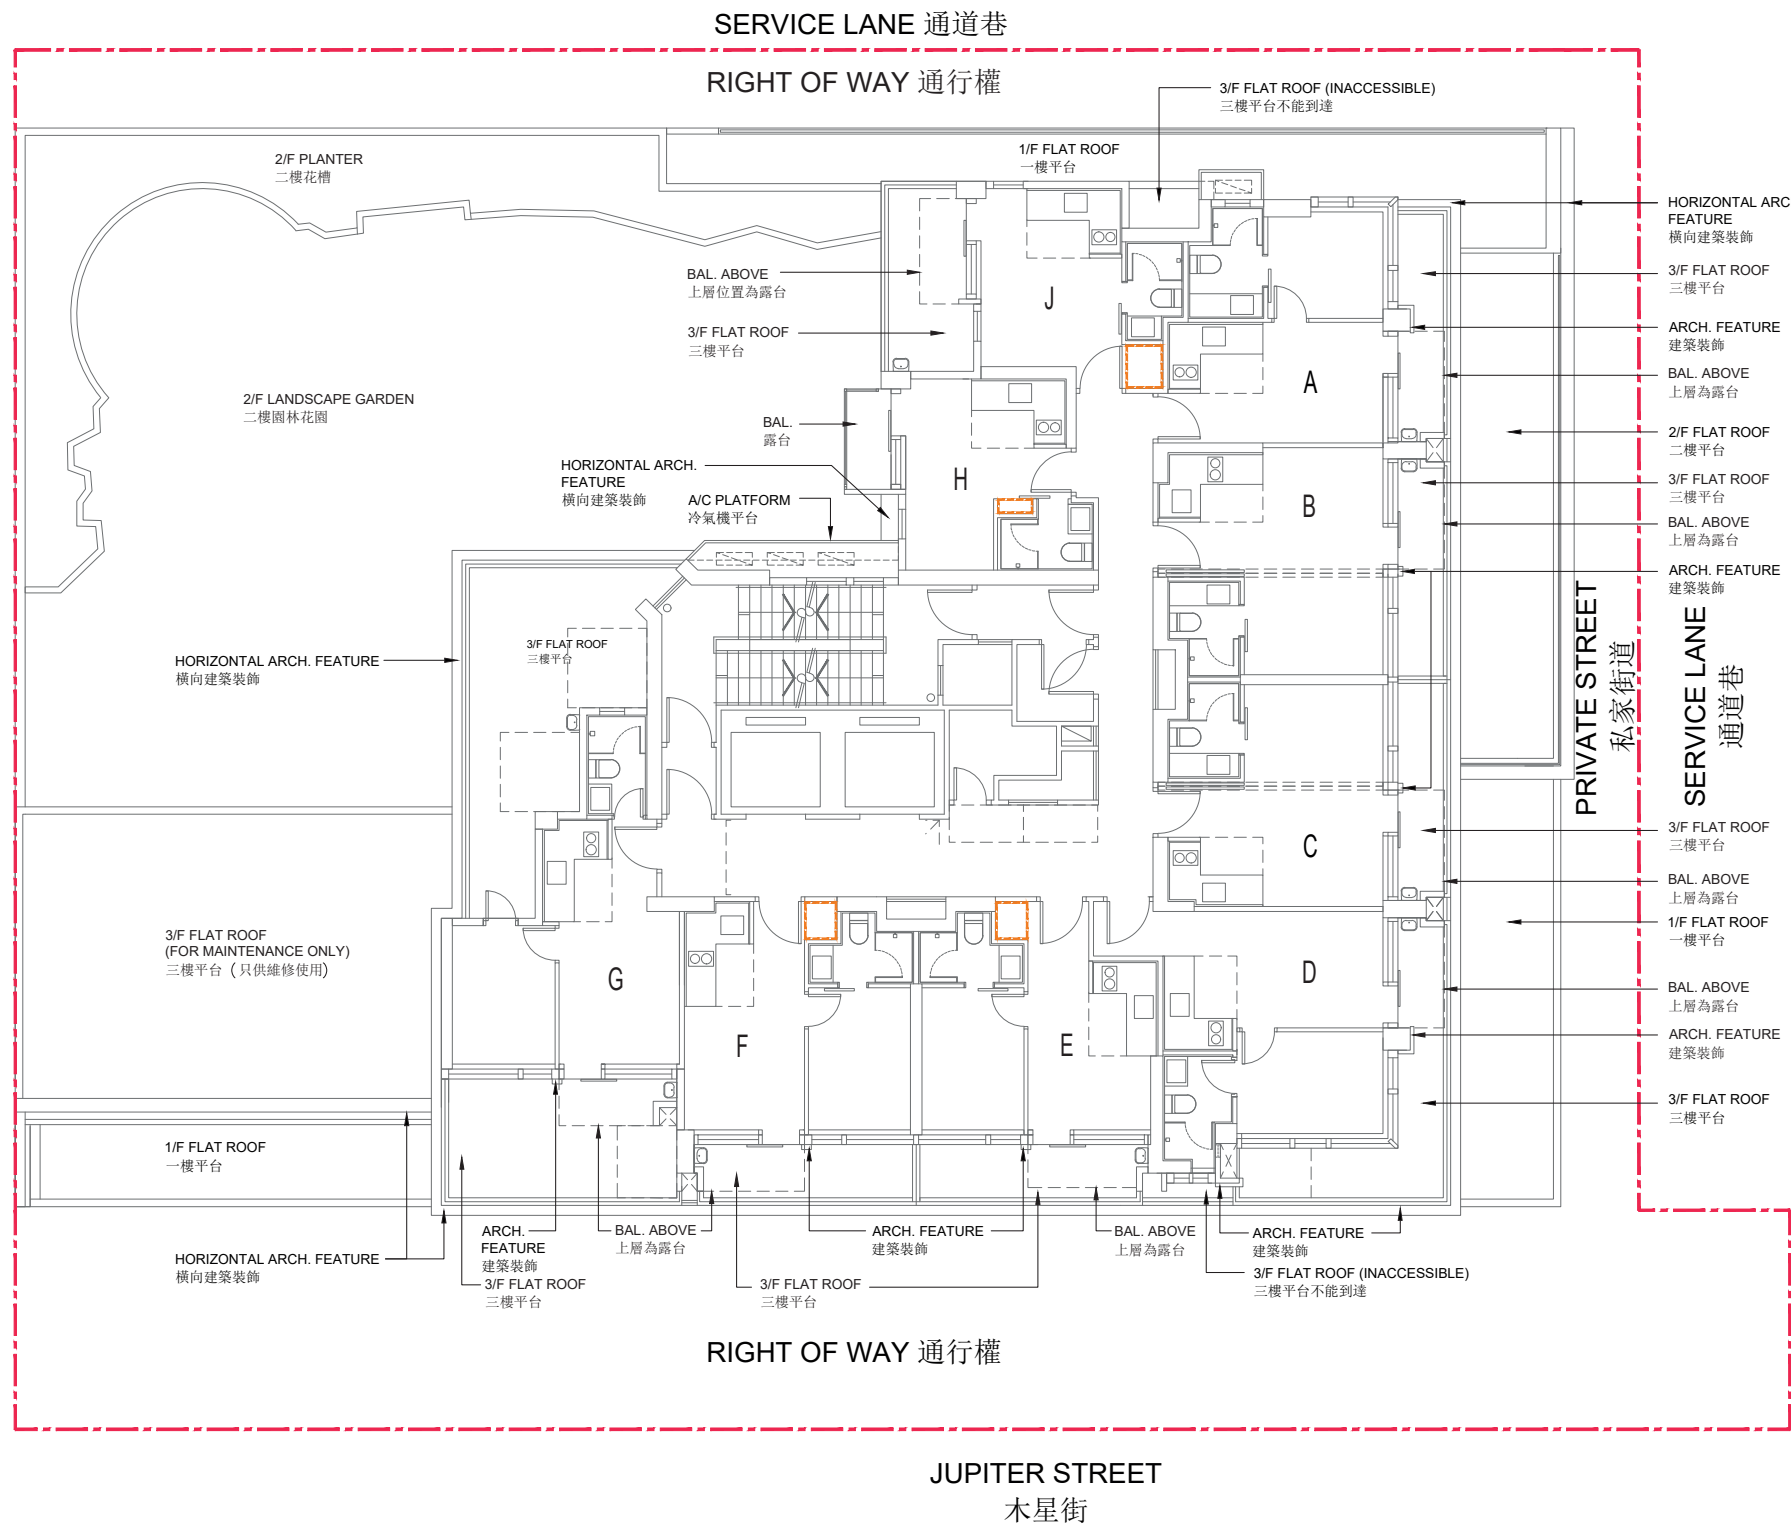 SERVICE LANE 通道巷
RIGHT OF WAY 通行權
3/F FLAT ROOF (INACCESSIBLE)
三樓平台不能到達
2/F PLANTER
二樓花槽
1/F FLAT ROOF
一樓平台
HORIZONTAL ARC
FEATURE
橫向建築裝飾
BAL. ABOVE
上層位置為露台
3/F FLAT ROOF
三樓平台
J
3/F FLAT ROOF
三樓平台
ARCH. FEATURE
建築裝飾
A
BAL. ABOVE
上層為露台
2/F LANDSCAPE GARDEN
二樓園林花園
BAL.
露台
2/F FLAT ROOF
二樓平台
HORIZONTAL ARCH.
FEATURE
橫向建築裝飾
A/C PLATFORM
冷氣機平台
H
B
3/F FLAT ROOF
三樓平台
BAL. ABOVE
上層為露台
ARCH. FEATURE
建築裝飾
PRIVATE STREET
私家街道
SERVICE LANE
通道巷
3/F FLAT ROOF
三樓平台
HORIZONTAL ARCH. FEATURE
橫向建築裝飾
C
3/F FLAT ROOF
三樓平台
BAL. ABOVE
上層為露台
1/F FLAT ROOF
一樓平台
3/F FLAT ROOF
(FOR MAINTENANCE ONLY)
三樓平台（只供維修使用）
G
F
E
D
BAL. ABOVE
上層為露台
ARCH. FEATURE
建築裝飾
3/F FLAT ROOF
三樓平台
1/F FLAT ROOF
一樓平台
HORIZONTAL ARCH. FEATURE
橫向建築裝飾
ARCH.
FEATURE
建築裝飾
3/F FLAT ROOF
三樓平台
BAL. ABOVE
上層為露台
3/F FLAT ROOF
三樓平台
ARCH. FEATURE
建築裝飾
BAL. ABOVE
上層為露台
ARCH. FEATURE
建築裝飾
3/F FLAT ROOF (INACCESSIBLE)
三樓平台不能到達
RIGHT OF WAY 通行權
JUPITER STREET
木星街